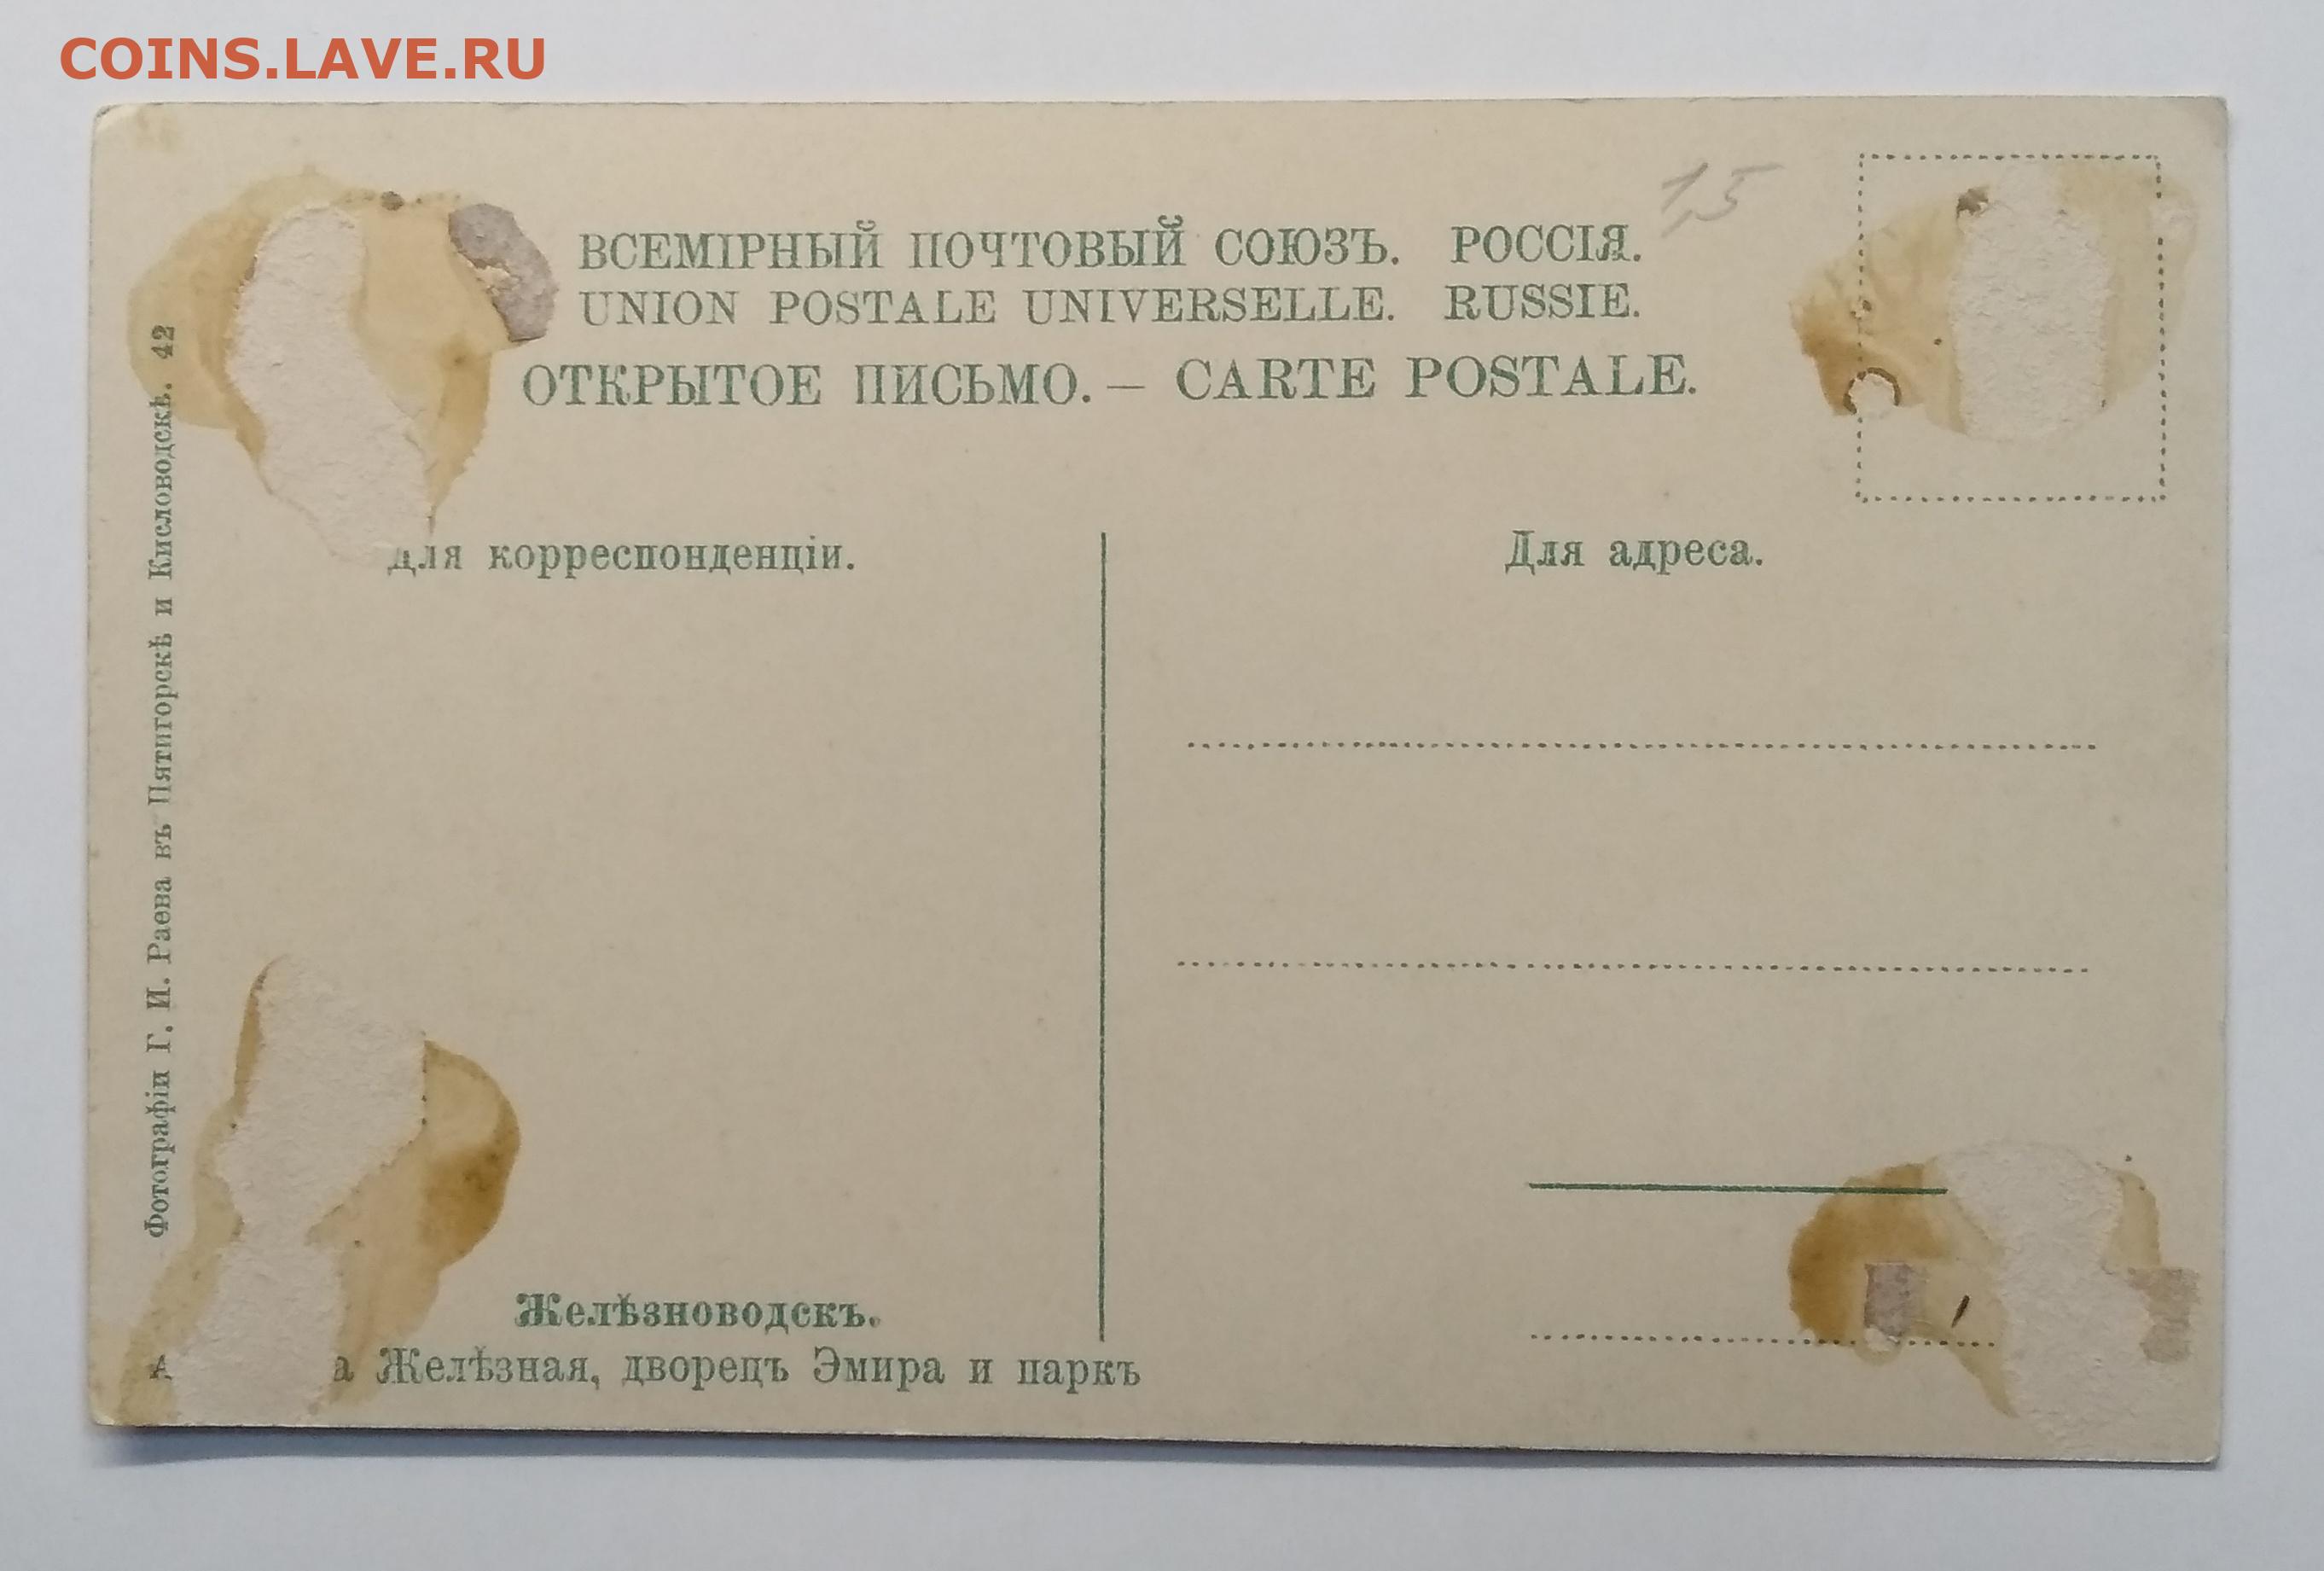 COINS.LAVE.RU
1,5
ВСЕМІРНЫЙ ПОЧТОВЫЙ СОЮЗЪ. РОССІЯ.
UNION POSTALE UNIVERSELLE. RUSSIE.
ОТКРЫТОЕ ПИСЬМО. — CARTE POSTALE.
Для корреспонденціи.
Для адреса.
Фотографіи Г. И. Раева въ Пятигорскѣ и Кисловодскѣ. 42
Желѣзноводскъ.
Желѣзная, дворецъ Эмира и паркъ